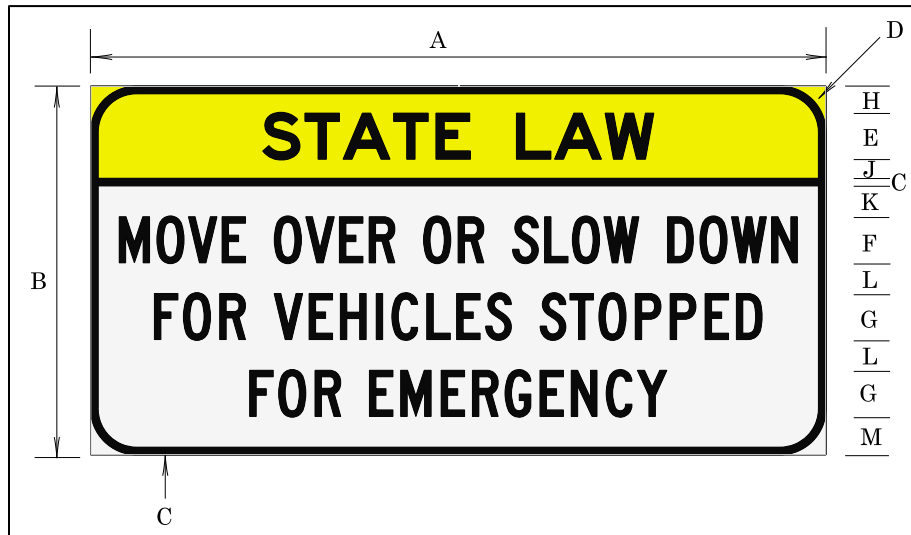 A
D
STATE LAW
MOVE OVER OR SLOW DOWN
FOR VEHICLES STOPPED
FOR EMERGENCY
B
H
E
J
C
K
F
L
G
L
G
M
C